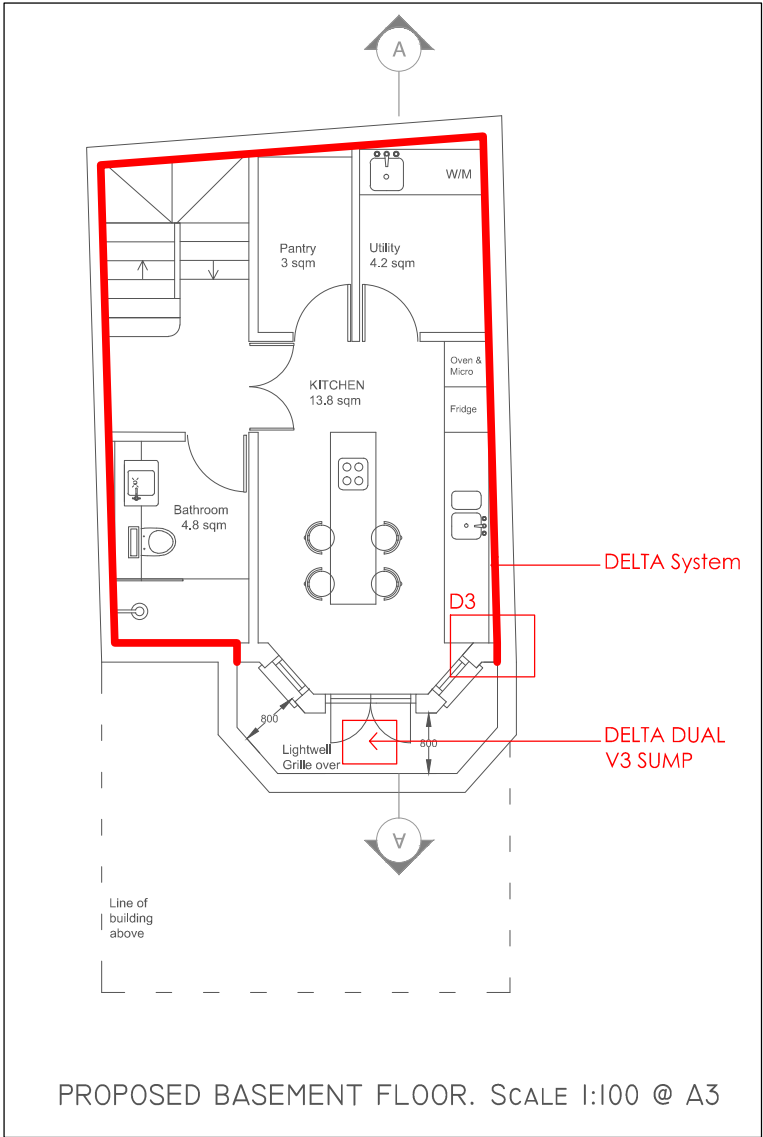 A
W/M
Pantry
3 sqm
Utility
4.2 sqm
Oven &
Micro
KITCHEN
13.8 sqm
Fridge
Bathroom
4.8 sqm
DELTA System
D3
800
Lightwell
Grille over
800
DELTA DUAL
V3 SUMP
A
Line of
building
above
PROPOSED BASEMENT FLOOR. SCALE 1:100 @ A3